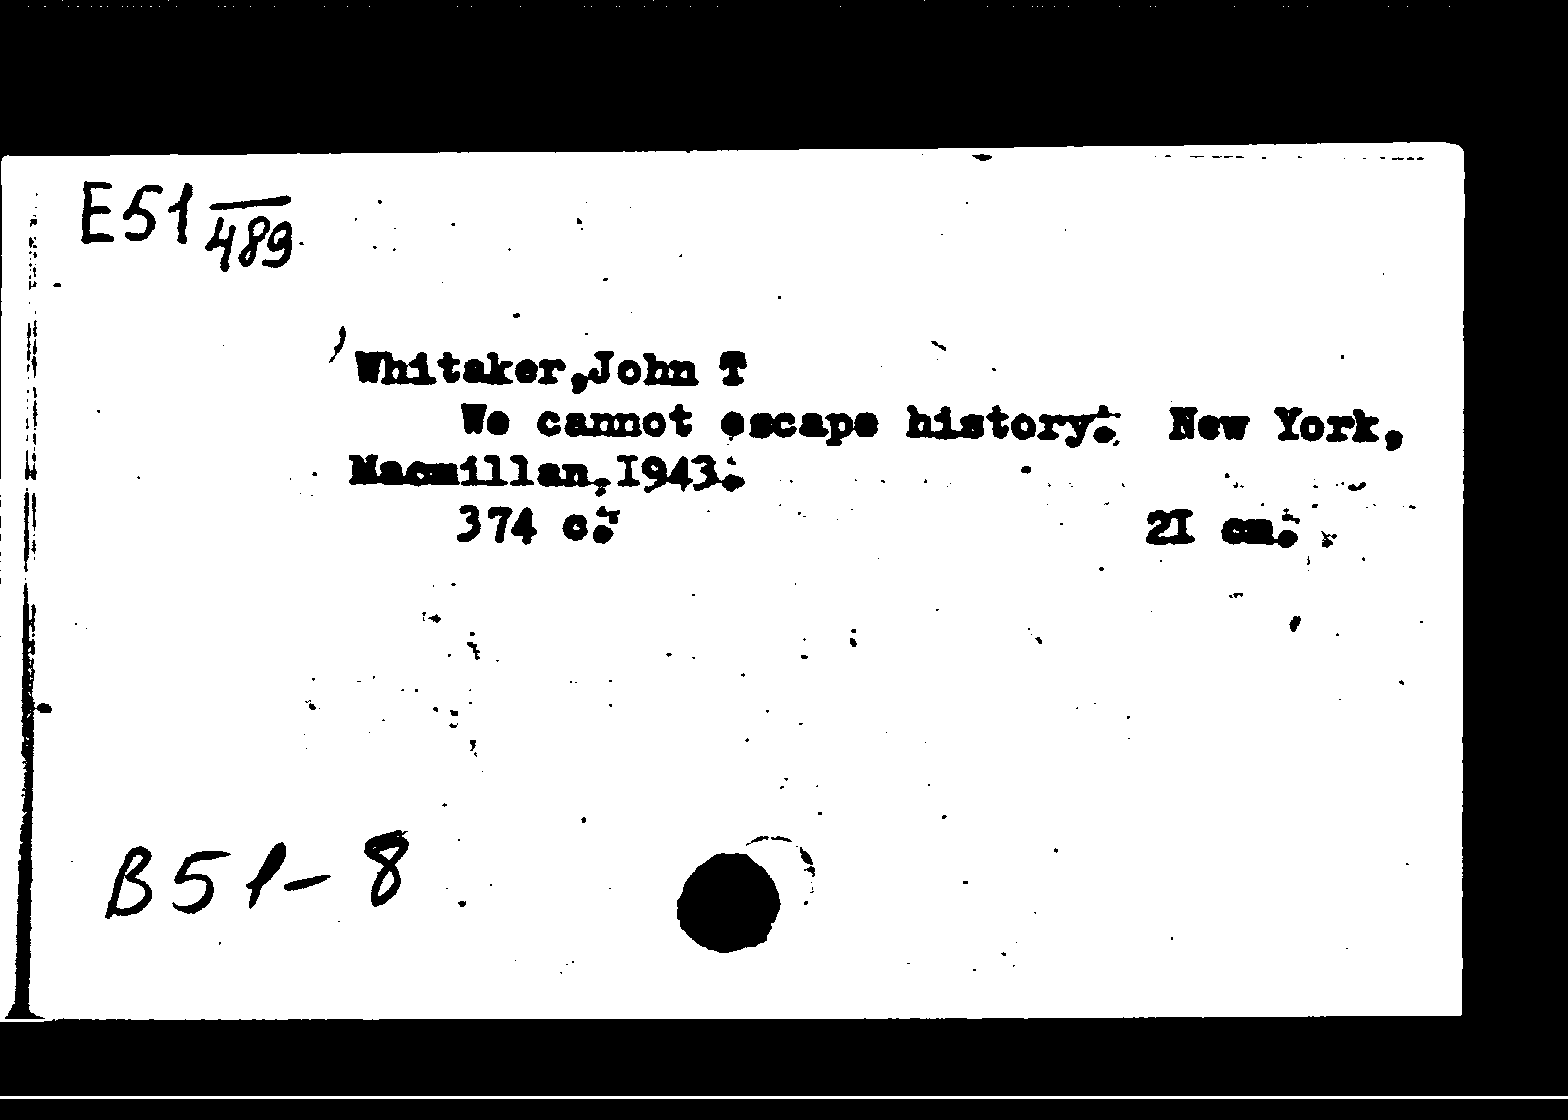 E51 489
Whitaker,John T
We cannot escape history. New York,
Macmillan,1943.
374 c. 21 cm.
B51-8